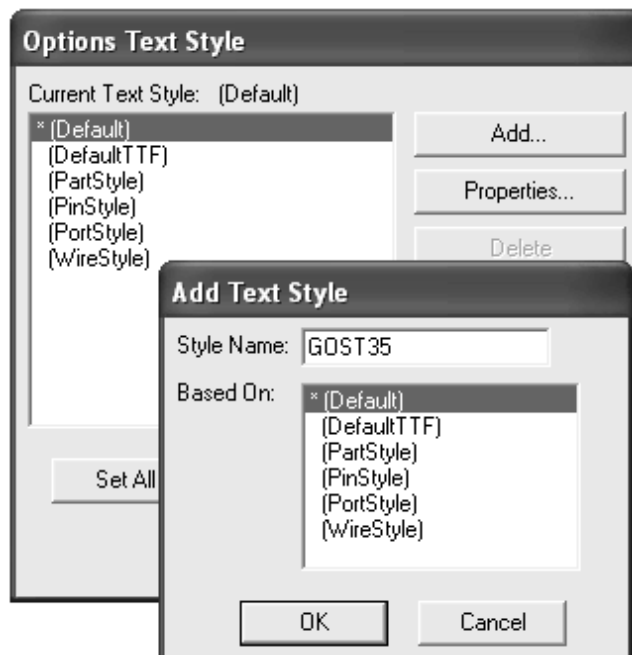 Options Text Style
Current Text Style: (Default)
* (Default)
(DefaultTTF)
(PartStyle)
(PinStyle)
(PortStyle)
(WireStyle)
Add...
Properties...
Delete
Set All
Add Text Style
Style Name: GOST35
Based On:
* (Default)
(DefaultTTF)
(PartStyle)
(PinStyle)
(PortStyle)
(WireStyle)
OK Cancel